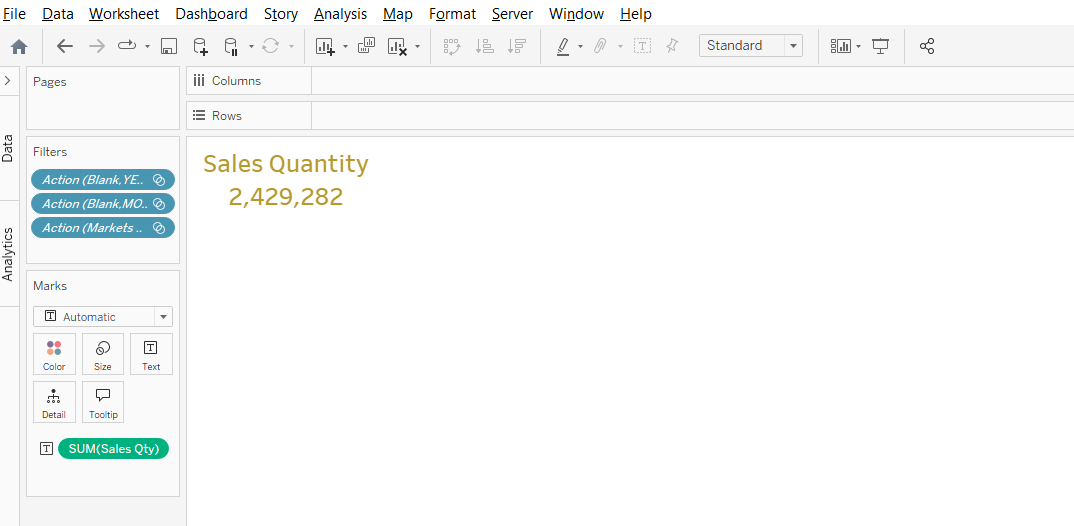 File Data Worksheet Dashboard Story Analysis Map Format Server Window Help
Standard
Pages
Columns
Rows
Data
Analytics
Filters
Action (Blank,YE..
Action (Blank,MO..
Action (Markets ..
Marks
Automatic
Color Size Text
Detail Tooltip
SUM(Sales Qty)
Sales Quantity
2,429,282